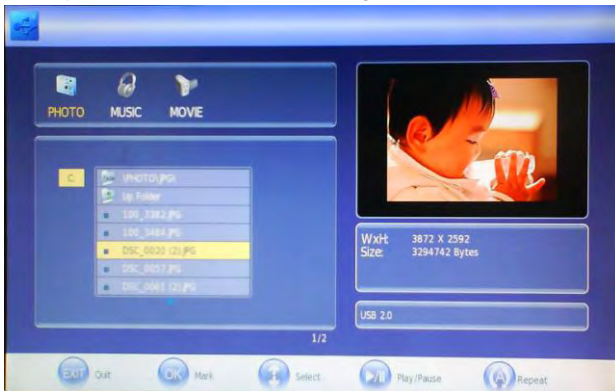 PHOTO MUSIC MOVIE
C
\PHOTO\JPG\
Up Folder
100_3382.JPG
100_3484.JPG
DSC_0020 (2).JPG
DSC_0057.JPG
DSC_0061 (2).JPG
1/2
WxH: 3872 X 2592
Size: 3294742 Bytes
USB 2.0
EXIT Quit
OK Mark
Select
Play/Pause
A Repeat